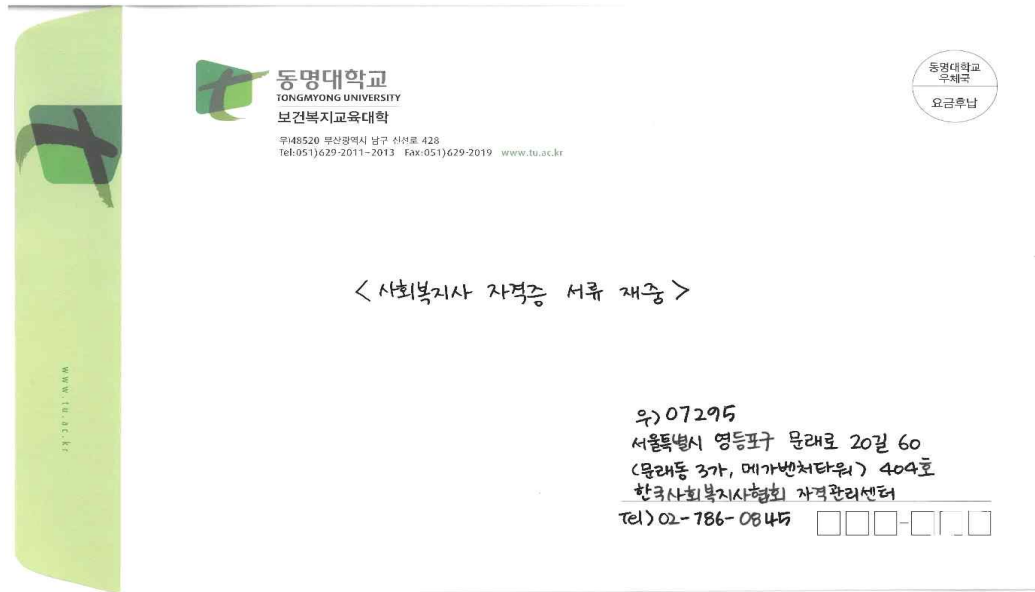 동명대학교
TONGMYONG UNIVERSITY
보건복지교육대학
우)48520 부산광역시 남구 신선로 428
Tel:051)629-2011~2013 Fax:051)629-2019 www.tu.ac.kr
동명대학교
우체국
요금후납
<사회복지사 자격증 서류 재중>
www.tu.ac.kr
우) 07295
서울특별시 영등포구 문래로 20길 60
(문래동 3가, 메가벤처타워) 404호
한국사회복지사협회 자격관리센터
Tel) 02-786-0845